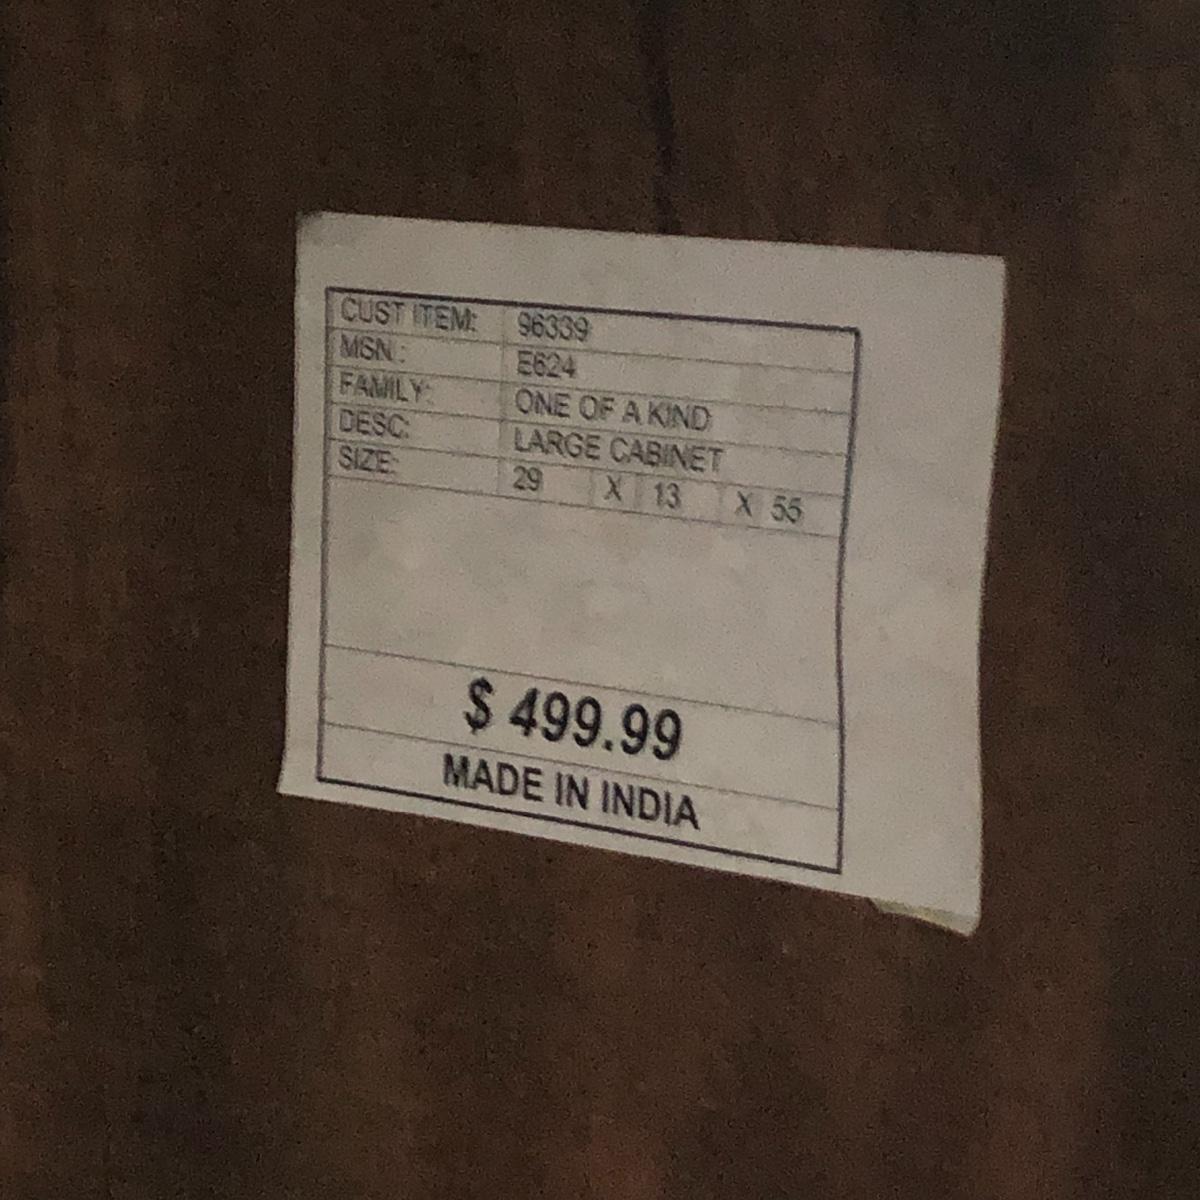 CUST ITEM: 96339
MSN.: E624
FAMILY: ONE OF A KIND
DESC: LARGE CABINET
SIZE: 29 X 13 X 55
$ 499.99
MADE IN INDIA